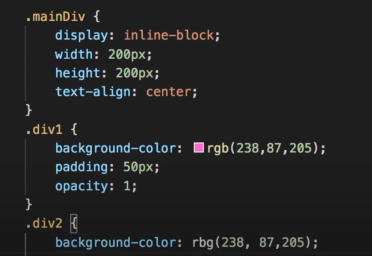 .mainDiv {
display: inline-block;
width: 200px;
height: 200px;
text-align: center;
}
.div1 {
background-color: rgb(238,87,205);
padding: 50px;
opacity: 1;
}
.div2 {
background-color: rbg(238, 87,205);